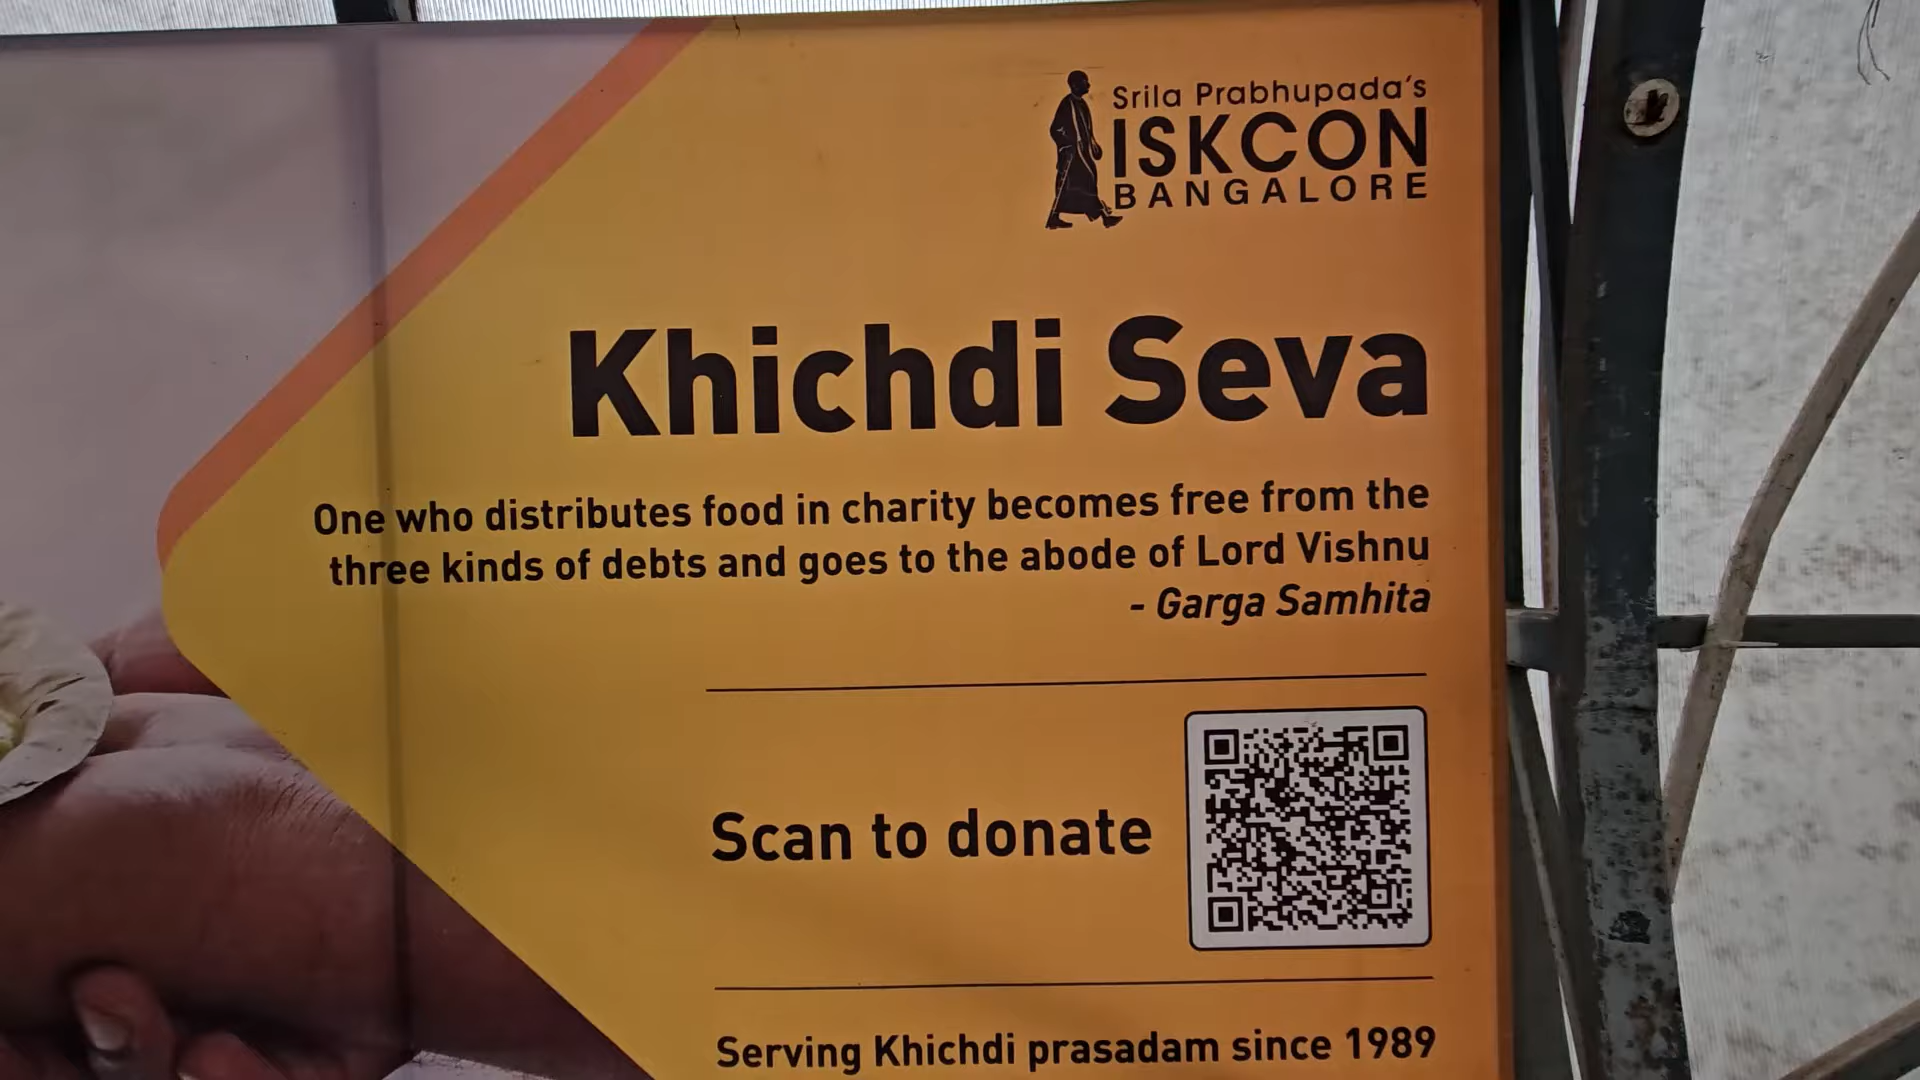 Srila Prabhupada's
ISKCON
BANGALORE
Khichdi Seva
One who distributes food in charity becomes free from the
three kinds of debts and goes to the abode of Lord Vishnu
- Garga Samhita
Scan to donate
Serving Khichdi prasadam since 1989